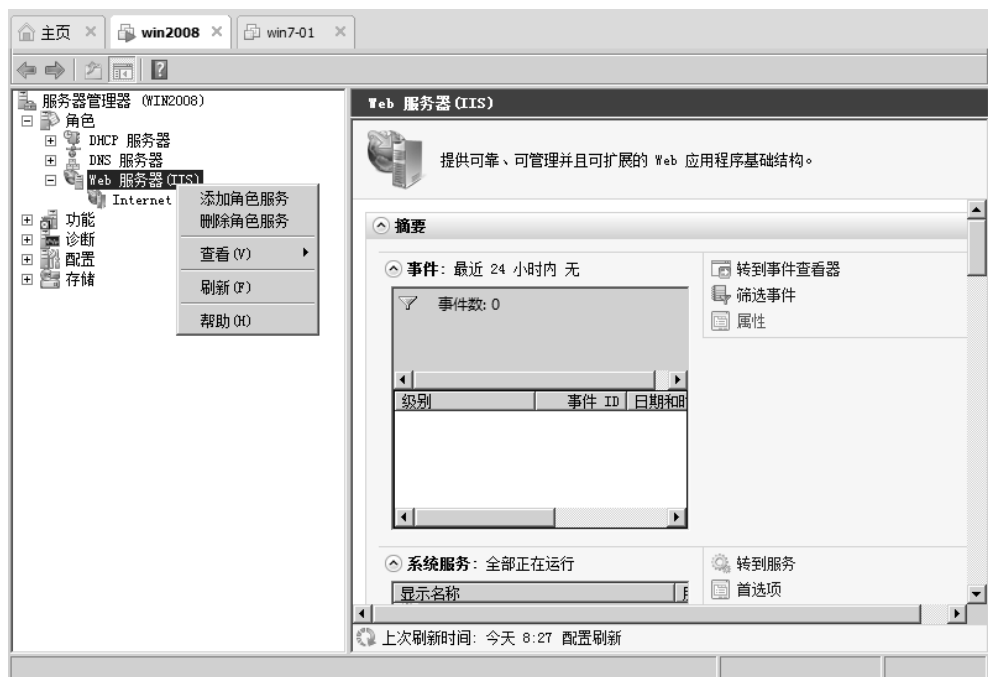 主页 × win2008 × win7-01 ×
服务器管理器 (WIN2008)
角色
DHCP 服务器
DNS 服务器
Web 服务器(IIS)
Internet
功能
诊断
配置
存储
添加角色服务
删除角色服务
查看(V)
刷新(F)
帮助(H)
Web 服务器(IIS)
提供可靠、可管理并且可扩展的 Web 应用程序基础结构。
摘要
事件: 最近 24 小时内 无
事件数: 0
级别 事件 ID 日期和时
转到事件查看器
筛选事件
属性
系统服务: 全部正在运行
显示名称
转到服务
首选项
上次刷新时间: 今天 8:27 配置刷新